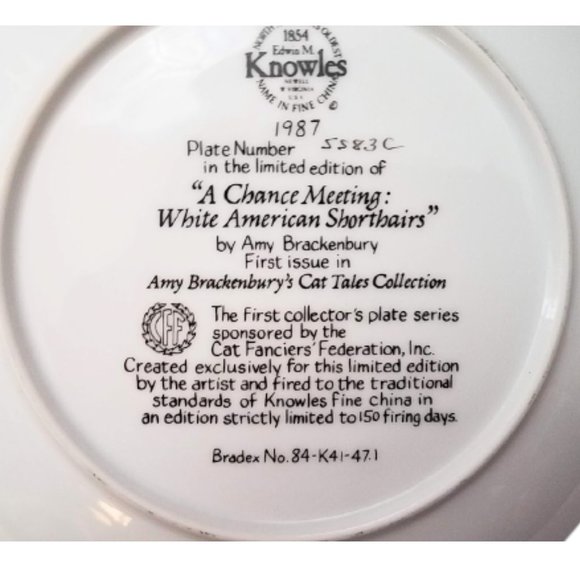 1854
Edwin M.
Knowles
NEWELL
W VIRGINIA
U.S.A.
NAME IN FINE CHINA
©
1987
Plate Number 5583C
in the limited edition of
"A Chance Meeting:
White American Shorthairs"
by Amy Brackenbury
First issue in
Amy Brackenbury's Cat Tales Collection
CFF
The first collector's plate series
sponsored by the
Cat Fanciers' Federation, Inc.
Created exclusively for this limited edition
by the artist and fired to the traditional
standards of Knowles fine china in
an edition strictly limited to 150 firing days.
Bradex No. 84-K41-47.1